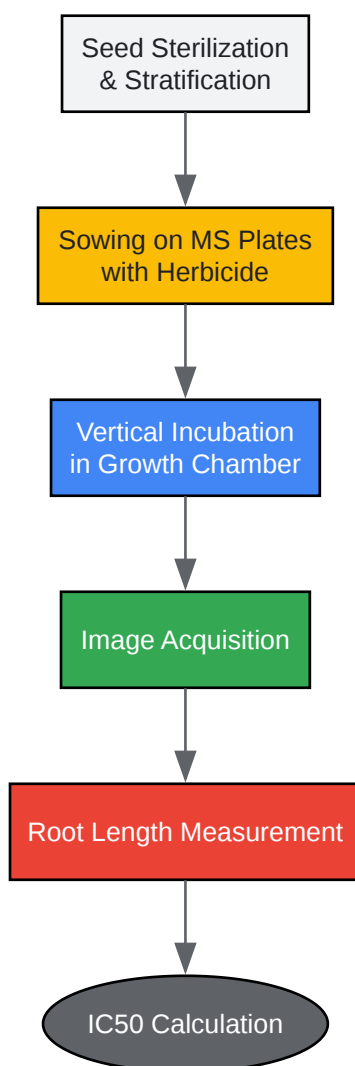 Seed Sterilization
& Stratification
Sowing on MS Plates
with Herbicide
Vertical Incubation
in Growth Chamber
Image Acquisition
Root Length Measurement
IC50 Calculation